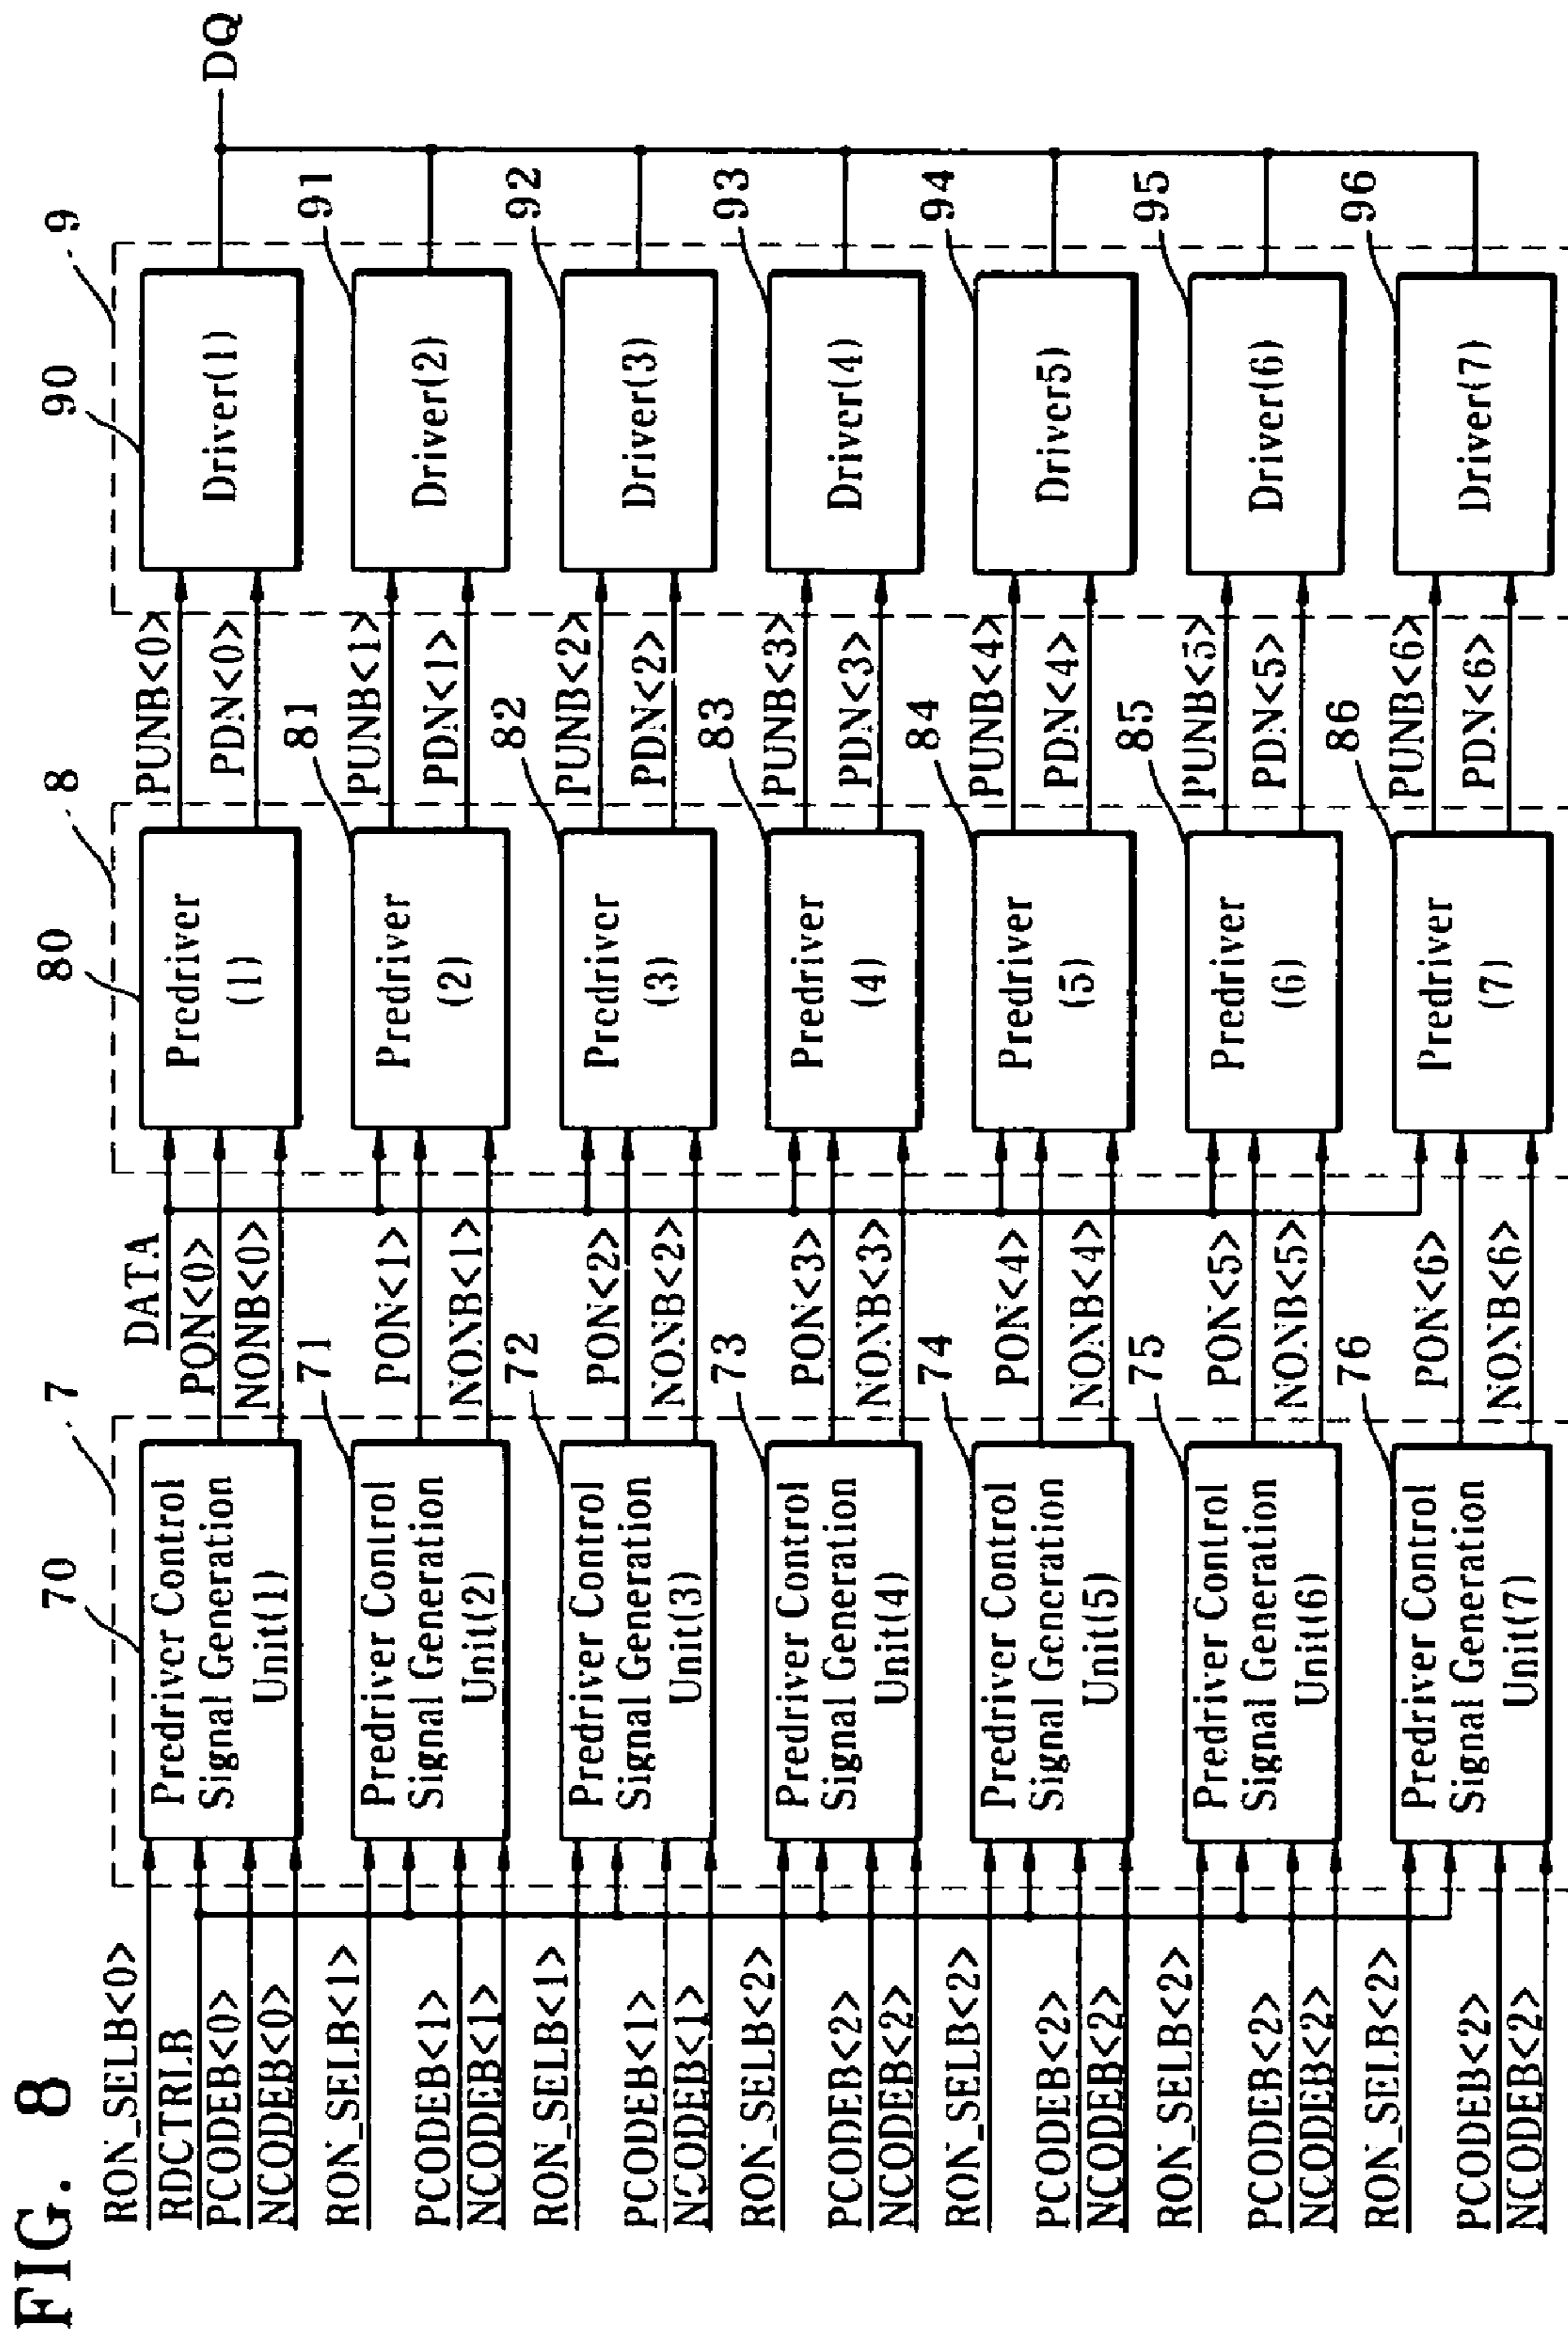 FIG. 8
RON_SELB<0>
RDCTRLB
PCODEB<0>
NCODEB<0>
70
7
Predriver Control
Signal Generation
Unit(1)
DATA
PON<0>
NONB<0>
80
8
Predriver
(1)
PUNB<0>
PDN<0>
90
9
Driver(1)
DQ
RON_SELB<1>
PCODEB<1>
NCODEB<1>
71
Predriver Control
Signal Generation
Unit(2)
PON<1>
NONB<1>
81
Predriver
(2)
PUNB<1>
PDN<1>
91
Driver(2)
RON_SELB<1>
PCODEB<1>
NCODEB<1>
72
Predriver Control
Signal Generation
Unit(3)
PON<2>
NONB<2>
82
Predriver
(3)
PUNB<2>
PDN<2>
92
Driver(3)
RON_SELB<2>
PCODEB<2>
NCODEB<2>
73
Predriver Control
Signal Generation
Unit(4)
PON<3>
NONB<3>
83
Predriver
(4)
PUNB<3>
PDN<3>
93
Driver(4)
RON_SELB<2>
PCODEB<2>
NCODEB<2>
74
Predriver Control
Signal Generation
Unit(5)
PON<4>
NONB<4>
84
Predriver
(5)
PUNB<4>
PDN<4>
94
Driver5)
RON_SELB<2>
PCODEB<2>
NCODEB<2>
75
Predriver Control
Signal Generation
Unit(6)
PON<5>
NONB<5>
85
Predriver
(6)
PUNB<5>
PDN<5>
95
Driver(6)
RON_SELB<2>
PCODEB<2>
NCODEB<2>
76
Predriver Control
Signal Generation
Unit(7)
PON<6>
NONB<6>
86
Predriver
(7)
PUNB<6>
PDN<6>
96
Driver(7)